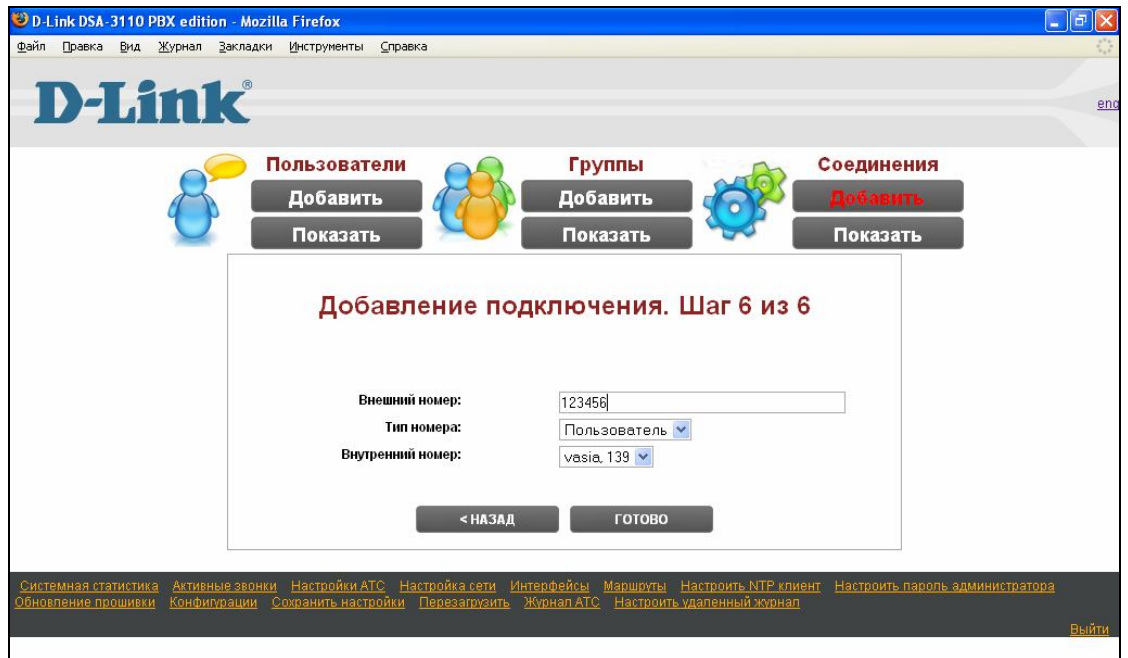 D-Link DSA-3110 PBX edition - Mozilla Firefox
Файл Правка Вид Журнал Закладки Инструменты Справка
D-Link®
eng
Пользователи Группы Соединения
Добавить Добавить Добавить
Показать Показать Показать
Добавление подключения. Шаг 6 из 6
Внешний номер: 123456
Тип номера: Пользователь
Внутренний номер: vasia, 139
< НАЗАД ГОТОВО
Системная статистика Активные звонки Настройки АТС Настройка сети Интерфейсы Маршруты Настроить NTP клиент Настроить пароль администратора
Обновление прошивки Конфигурации Сохранить настройки Перезагрузить Журнал АТС Настроить удаленный журнал
Выйти